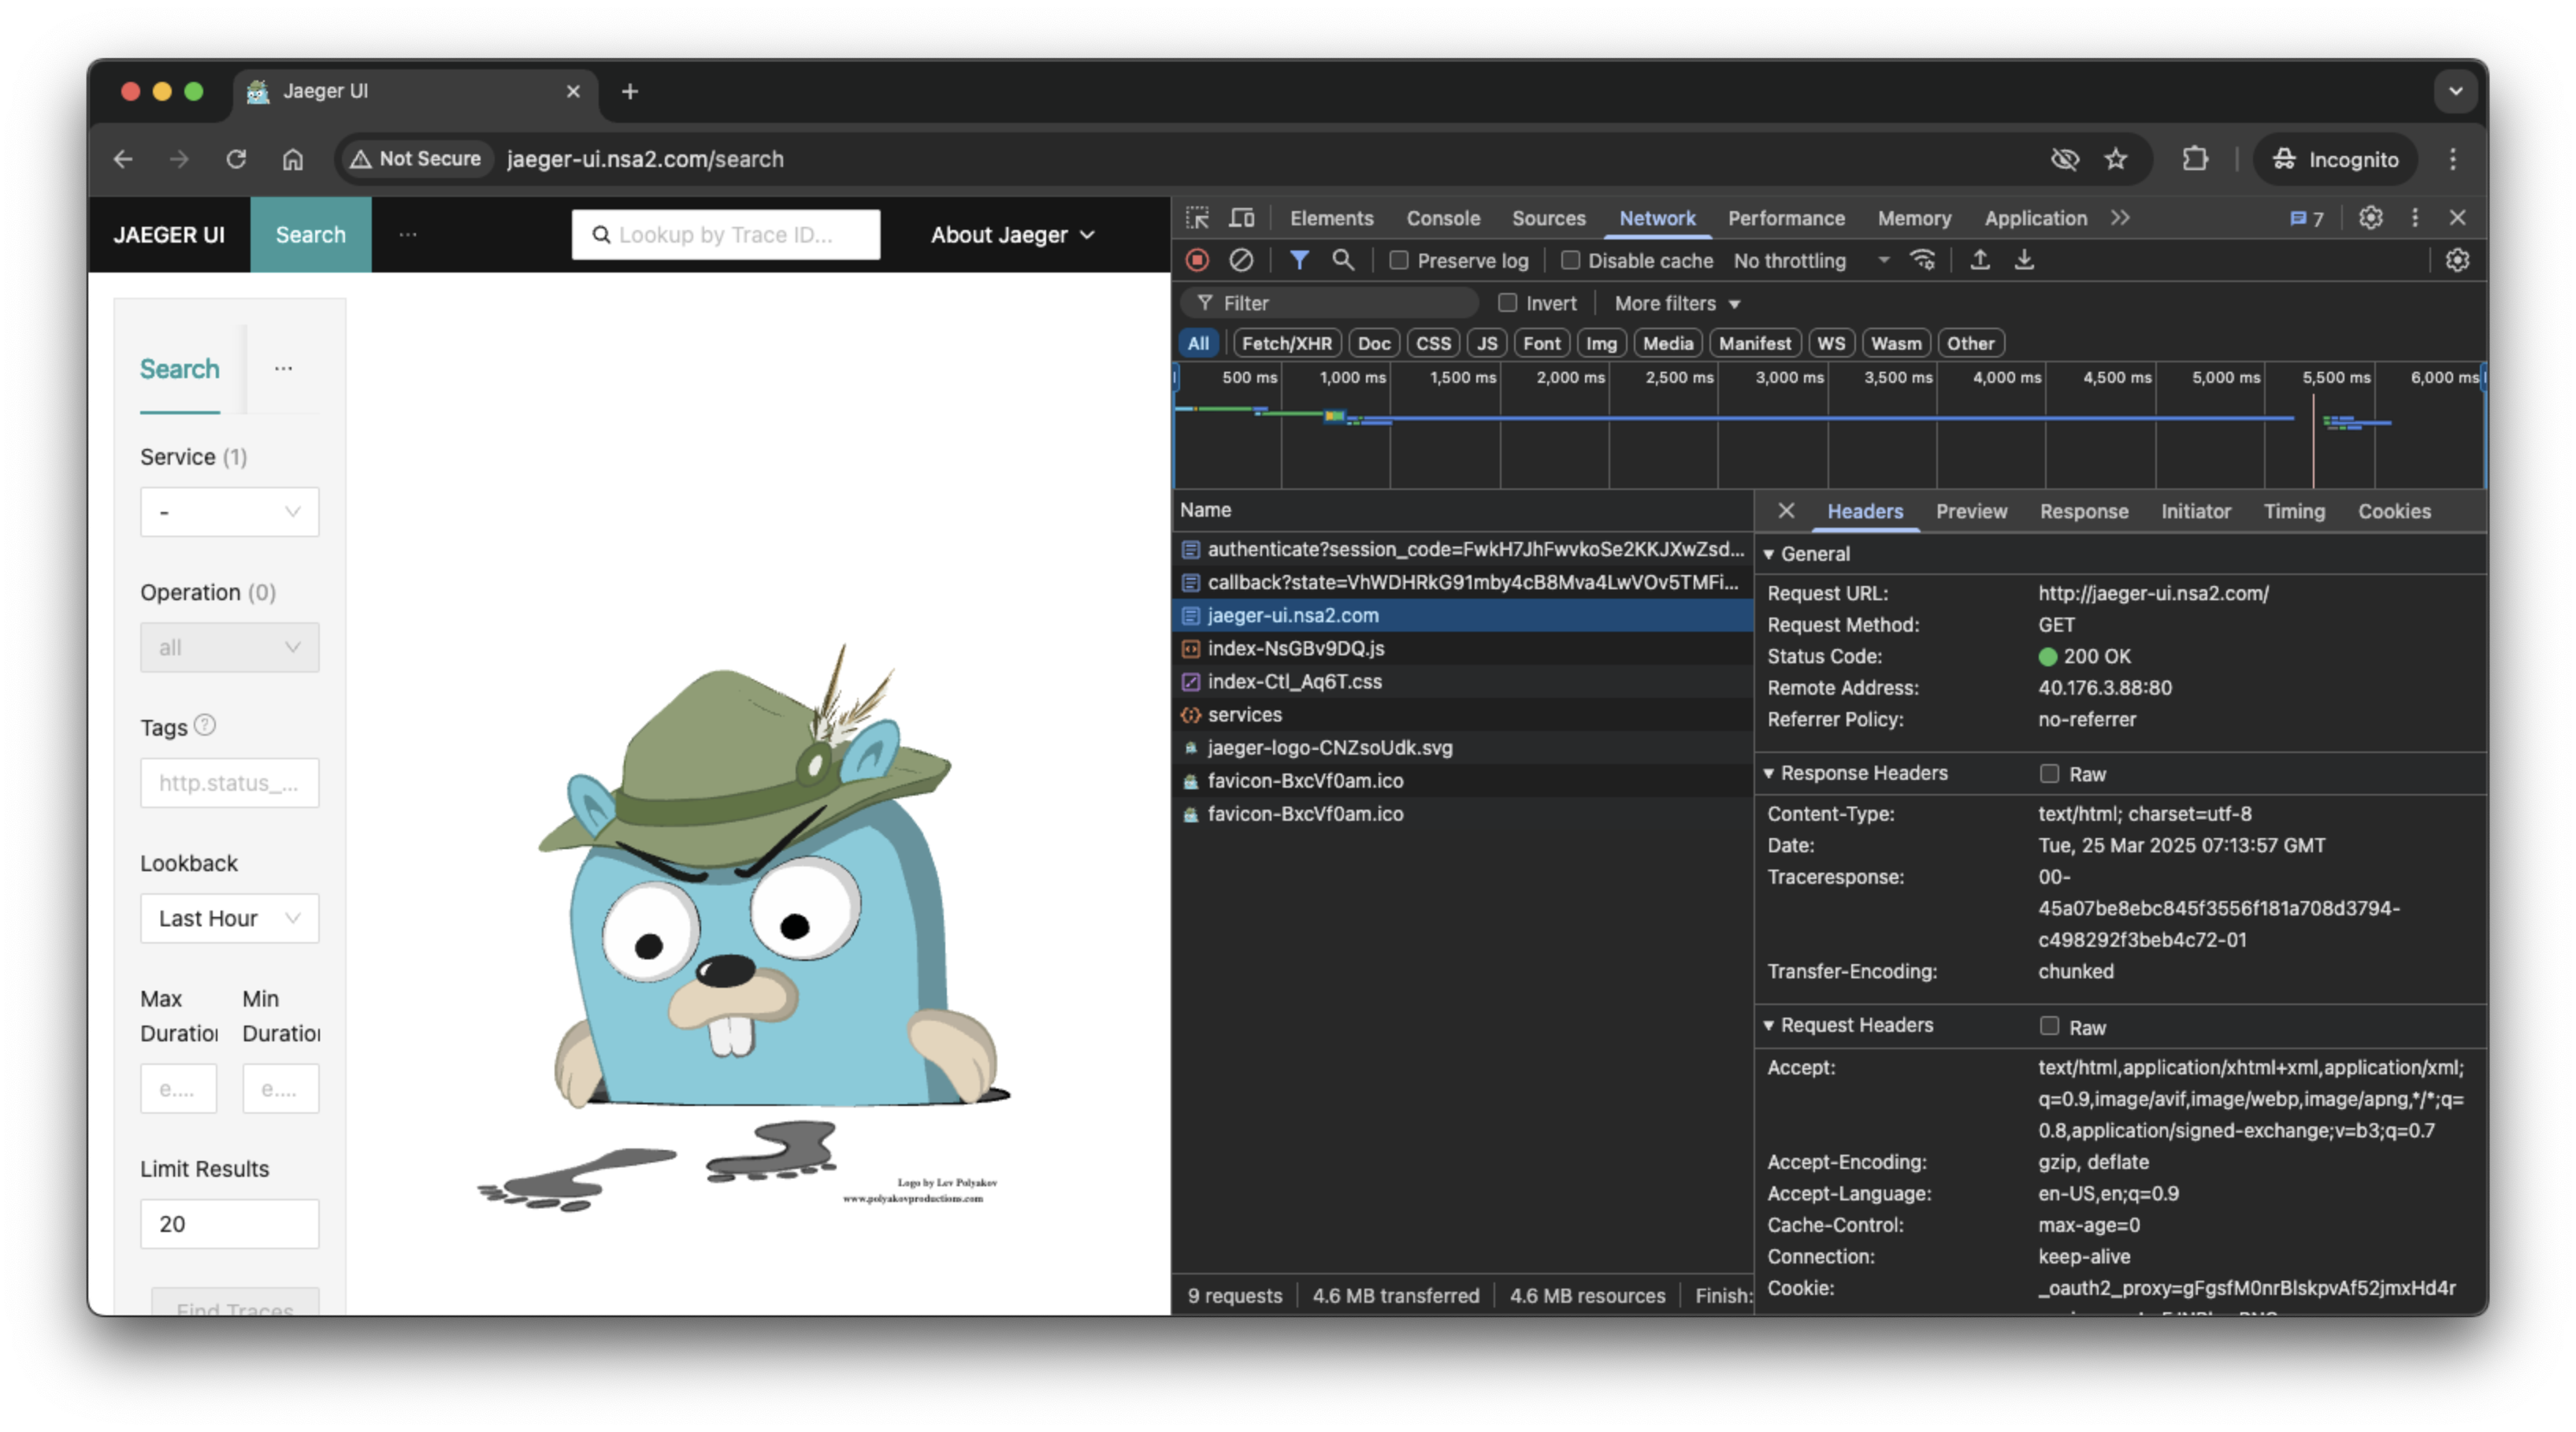 Jaeger UI
Not Secure
jaeger-ui.nsa2.com/search
Incognito
JAEGER UI
Search
...
Lookup by Trace ID...
About Jaeger
Search
...
Service (1)
-
Operation (0)
all
Tags
?
http.status_...
Lookback
Last Hour
Max
Duration
Min
Duration
e....
e....
Limit Results
20
Find Traces
Logo by Lev Polyakov
www.polyakovproductions.com
Elements
Console
Sources
Network
Performance
Memory
Application
7
Preserve log
Disable cache
No throttling
Filter
Invert
More filters
All
Fetch/XHR
Doc
CSS
JS
Font
Img
Media
Manifest
WS
Wasm
Other
500 ms
1,000 ms
1,500 ms
2,000 ms
2,500 ms
3,000 ms
3,500 ms
4,000 ms
4,500 ms
5,000 ms
5,500 ms
6,000 ms
Name
authenticate?session_code=FwkH7JhFwvkoSe2KKJXwZsd...
callback?state=VhWDHRkG91mby4cB8Mva4LwVOv5TMFi...
jaeger-ui.nsa2.com
index-NsGBv9DQ.js
index-Ctl_Aq6T.css
services
jaeger-logo-CNZsoUdk.svg
favicon-BxcVf0am.ico
favicon-BxcVf0am.ico
9 requests
4.6 MB transferred
4.6 MB resources
Finish:
Headers
Preview
Response
Initiator
Timing
Cookies
General
Request URL: http://jaeger-ui.nsa2.com/
Request Method: GET
Status Code: 200 OK
Remote Address: 40.176.3.88:80
Referrer Policy: no-referrer
Response Headers
Raw
Content-Type: text/html; charset=utf-8
Date: Tue, 25 Mar 2025 07:13:57 GMT
Traceresponse: 00-
45a07be8ebc845f3556f181a708d3794-
c498292f3beb4c72-01
Transfer-Encoding: chunked
Request Headers
Raw
Accept: text/html,application/xhtml+xml,application/xml;
q=0.9,image/avif,image/webp,image/apng,*/*;q=
0.8,application/signed-exchange;v=b3;q=0.7
Accept-Encoding: gzip, deflate
Accept-Language: en-US,en;q=0.9
Cache-Control: max-age=0
Connection: keep-alive
Cookie: _oauth2_proxy=gFgsfM0nrBlskpvAf52jmxHd4r